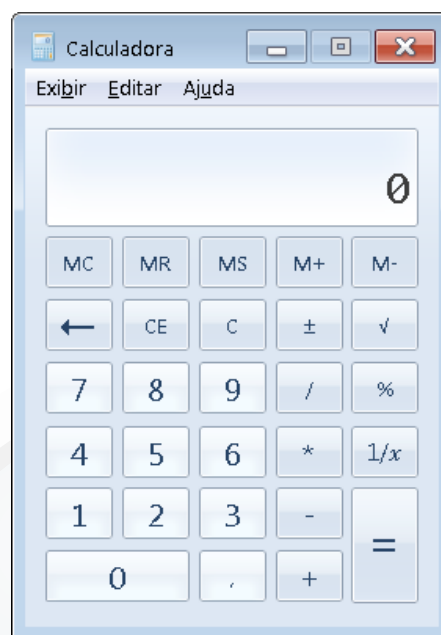 Calculadora
Exibir Editar Ajuda
0
MC MR MS M+ M-
← CE C ± √
7 8 9 / %
4 5 6 * 1/x
1 2 3 - =
0 , +